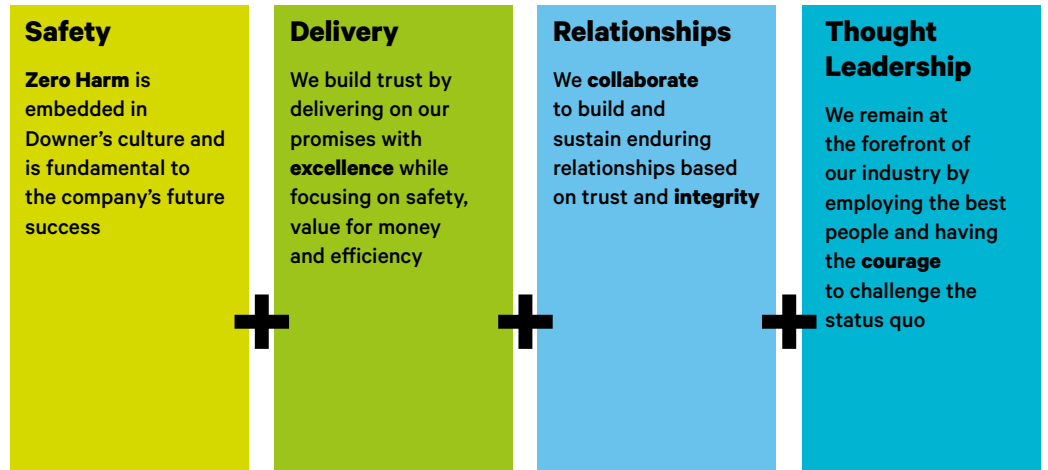 Safety
Zero Harm is
embedded in
Downer’s culture and
is fundamental to
the company’s future
success
Delivery
We build trust by
delivering on our
promises with
excellence while
focusing on safety,
value for money
and efficiency
Relationships
We collaborate
to build and
sustain enduring
relationships based
on trust and integrity
Thought
Leadership
We remain at
the forefront of
our industry by
employing the best
people and having
the courage
to challenge the
status quo